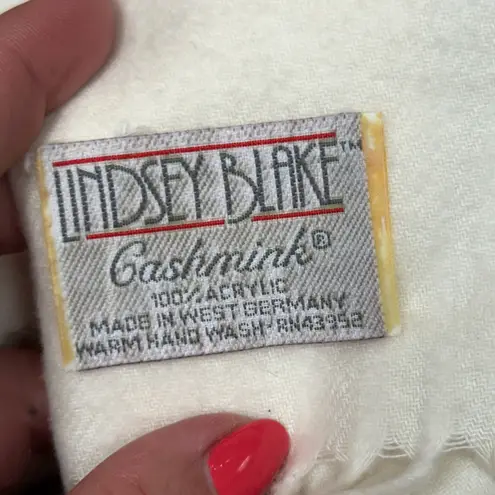 LINDSEY BLAKE™
Cashmink®
100% ACRYLIC
MADE IN WEST GERMANY
WARM HAND WASH-RN43952